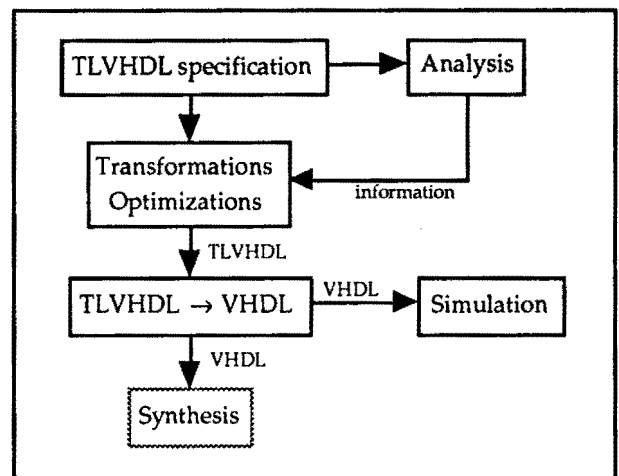 TLVHDL specification
Analysis
Transformations
Optimizations
information
TLVHDL
TLVHDL → VHDL
VHDL
Simulation
VHDL
Synthesis